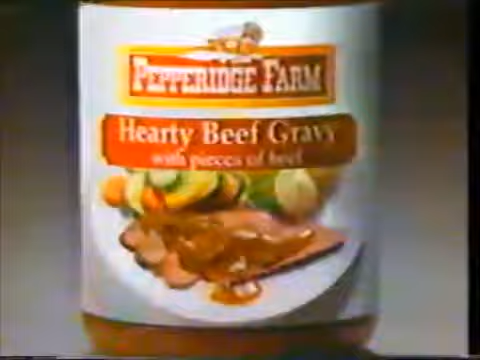 PEPPERIDGE FARM
Hearty Beef Gravy
with pieces of beef